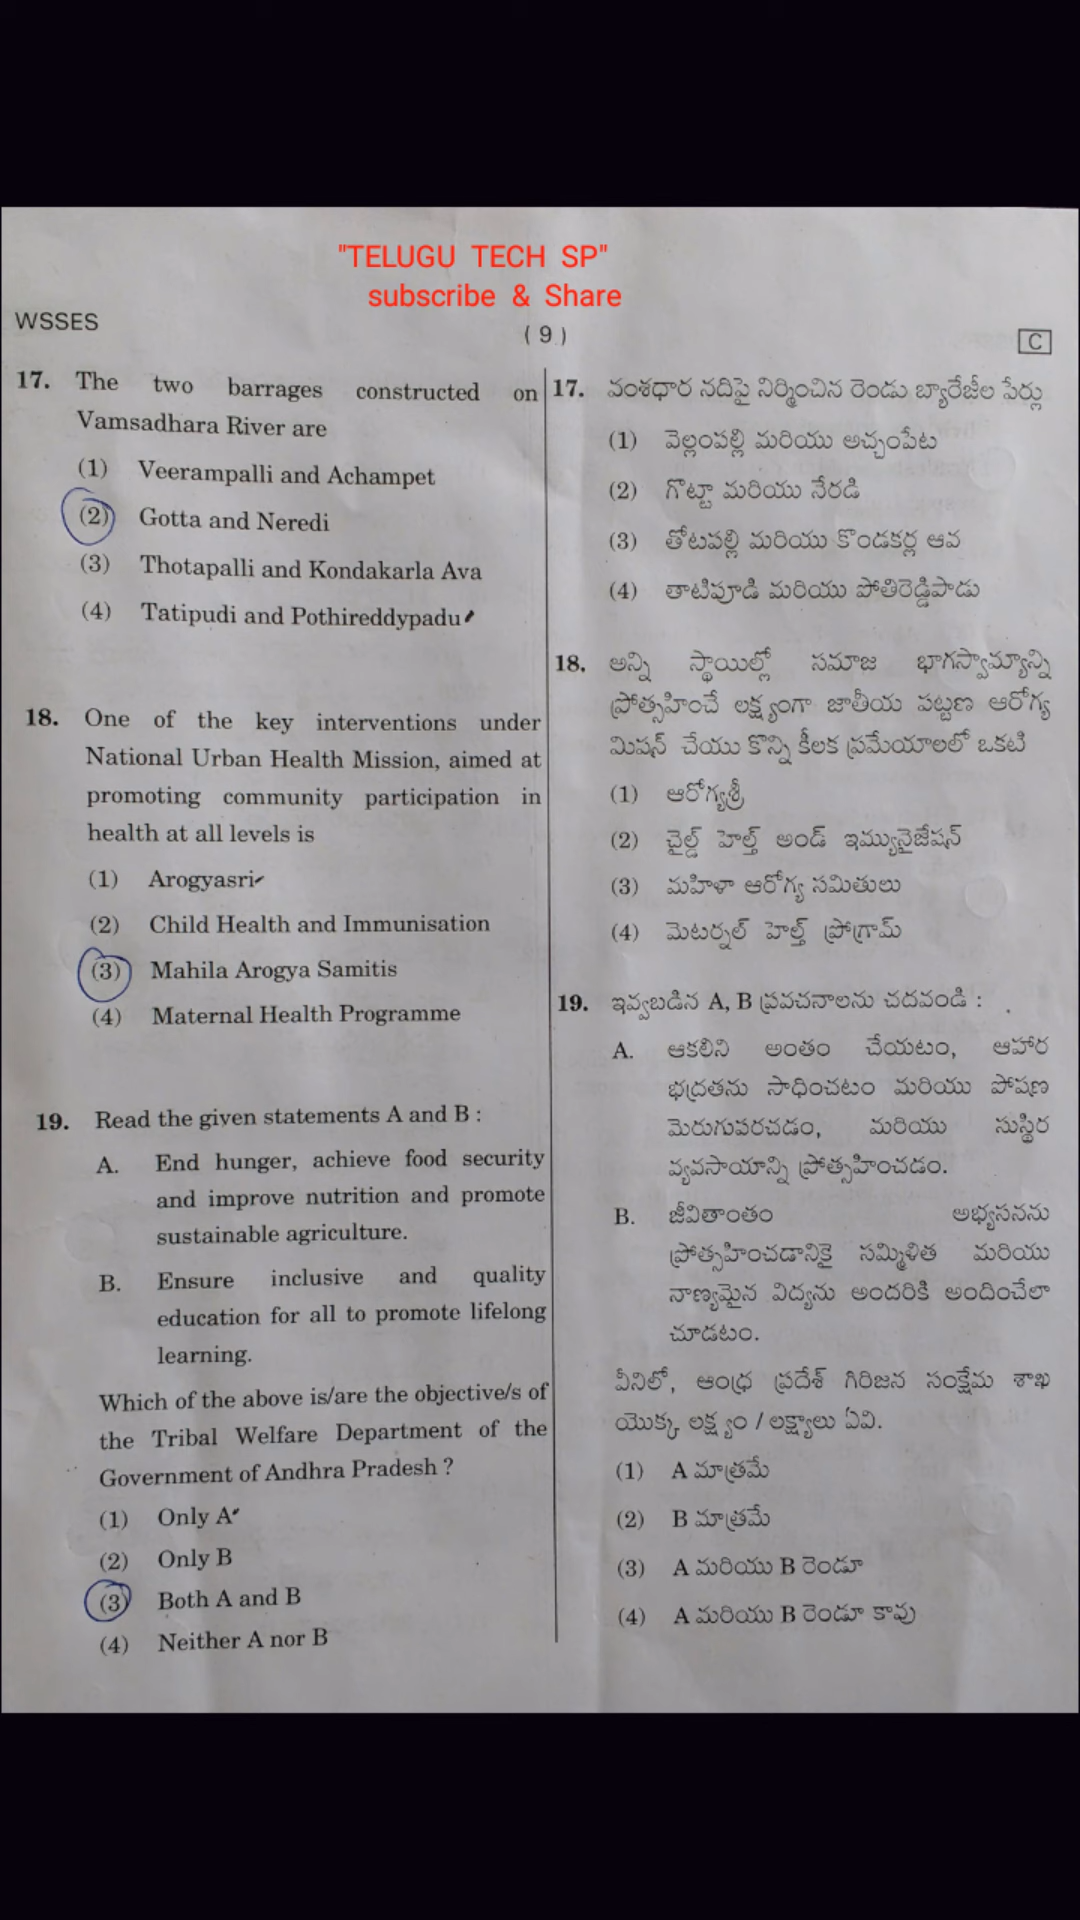 "TELUGU TECH SP"
subscribe & Share
WSSES
( 9 )
C
17. The two barrages constructed on
Vamsadhara River are
(1) Veerampalli and Achampet
(2) Gotta and Neredi
(3) Thotapalli and Kondakarla Ava
(4) Tatipudi and Pothireddypadu
18. One of the key interventions under
National Urban Health Mission, aimed at
promoting community participation in
health at all levels is
(1) Arogyasri
(2) Child Health and Immunisation
(3) Mahila Arogya Samitis
(4) Maternal Health Programme
19. Read the given statements A and B :
A. End hunger, achieve food security
and improve nutrition and promote
sustainable agriculture.
B. Ensure inclusive and quality
education for all to promote lifelong
learning.
Which of the above is/are the objective/s of
the Tribal Welfare Department of the
Government of Andhra Pradesh ?
(1) Only A
(2) Only B
(3) Both A and B
(4) Neither A nor B
17. వంశధార నదిపై నిర్మించిన రెండు బ్యారేజీల పేర్లు
(1) వెల్లంపల్లి మరియు అచ్చంపేట
(2) గొట్టా మరియు నేరడి
(3) తోటపల్లి మరియు కొండకర్ల ఆవ
(4) తాటిపూడి మరియు పోతిరెడ్డిపాడు
18. అన్ని స్థాయిల్లో సమాజ భాగస్వామ్యాన్ని
ప్రోత్సహించే లక్ష్యంగా జాతీయ పట్టణ ఆరోగ్య
మిషన్ చేయు కొన్ని కీలక ప్రమేయాలలో ఒకటి
(1) ఆరోగ్యశ్రీ
(2) చైల్డ్ హెల్త్ అండ్ ఇమ్యునైజేషన్
(3) మహిళా ఆరోగ్య సమితులు
(4) మెటర్నల్ హెల్త్ ప్రోగ్రామ్
19. ఇవ్వబడిన A, B ప్రవచనాలను చదవండి :
A. ఆకలిని అంతం చేయటం, ఆహార
భద్రతను సాధించటం మరియు పోషణ
మెరుగుపరచడం, మరియు సుస్థిర
వ్యవసాయాన్ని ప్రోత్సహించడం.
B. జీవితాంతం అభ్యసనను
ప్రోత్సహించడానికై సమ్మిళిత మరియు
నాణ్యమైన విద్యను అందరికి అందించేలా
చూడటం.
వీనిలో, ఆంధ్ర ప్రదేశ్ గిరిజన సంక్షేమ శాఖ
యొక్క లక్ష్యం / లక్ష్యాలు ఏవి.
(1) A మాత్రమే
(2) B మాత్రమే
(3) A మరియు B రెండూ
(4) A మరియు B రెండూ కావు